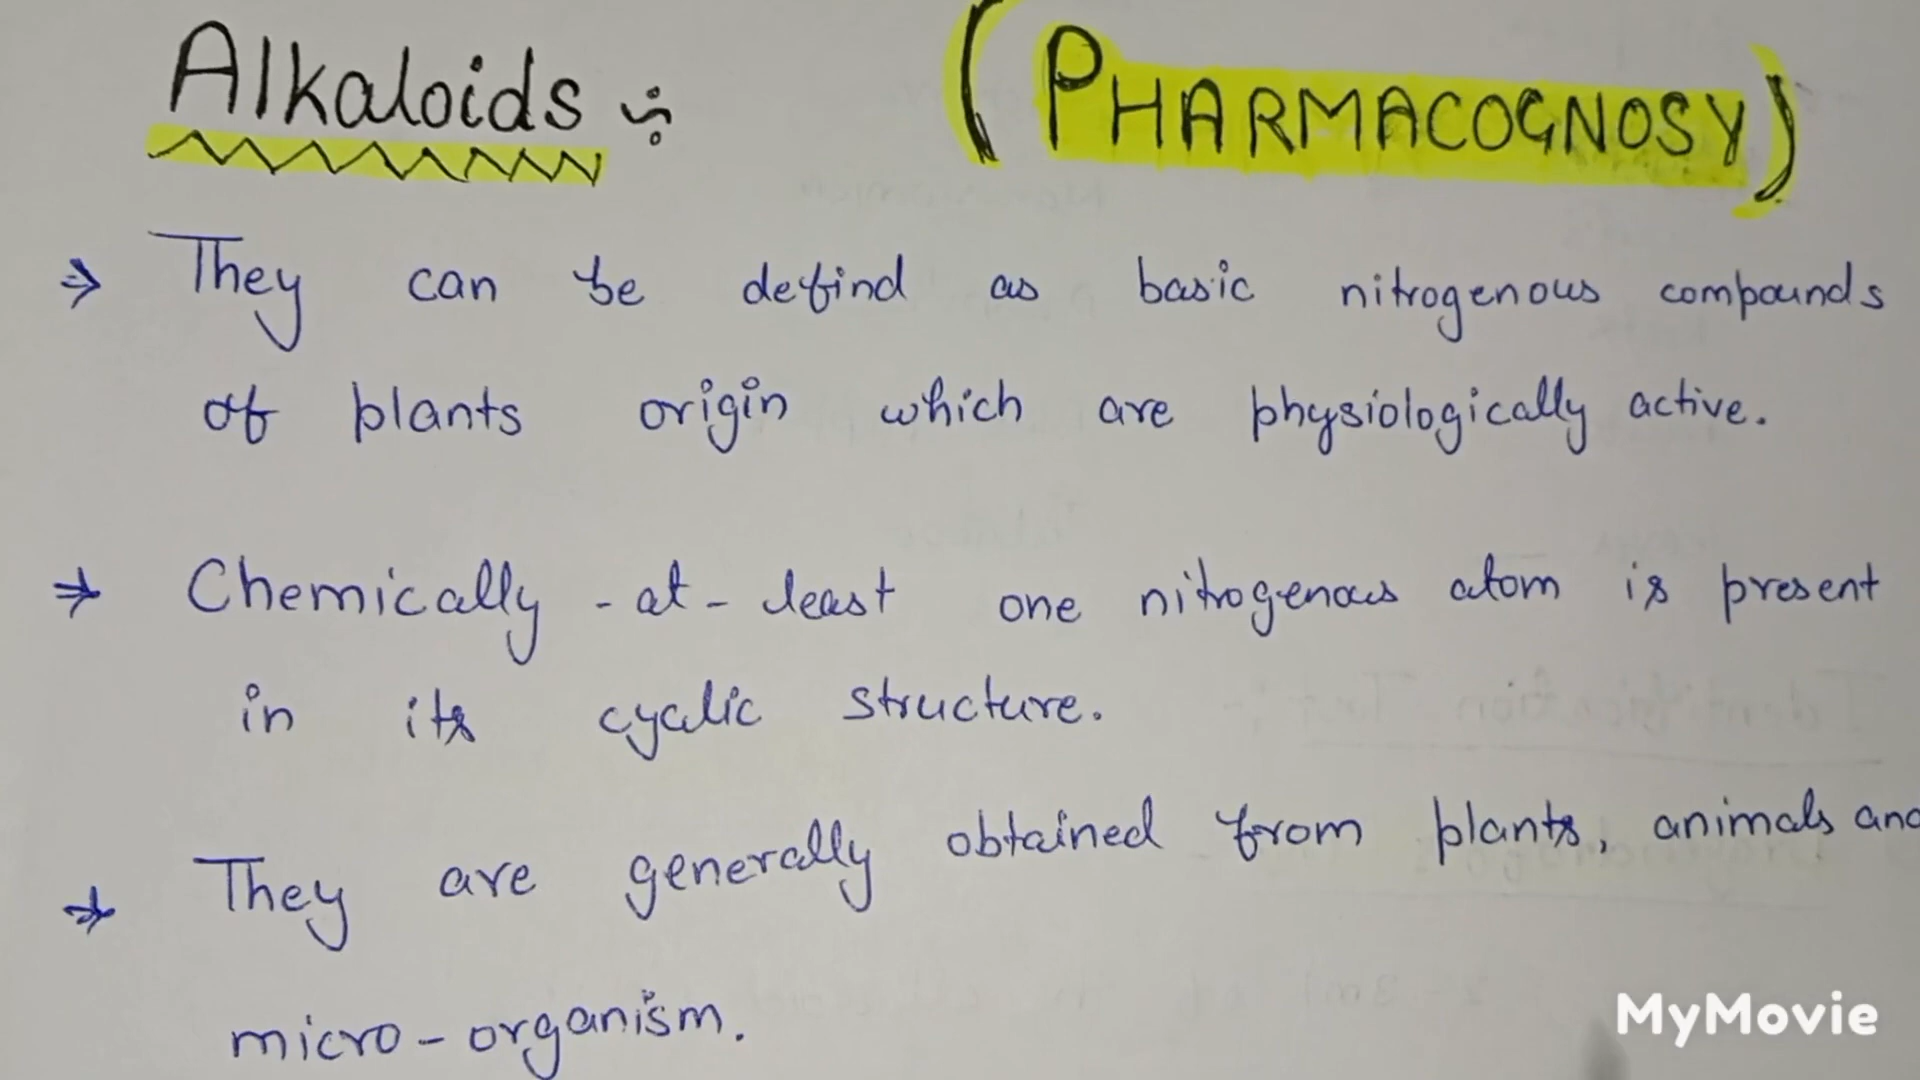 Alkaloids :- (PHARMACOGNOSY)
⇒ They can be defind as basic nitrogenous compounds
of plants origin which are physiologically active.
⇒ Chemically -at-least one nitrogenous atom is present
in its cyclic structure.
⇒ They are generally obtained from plants, animals and
micro-organism.
MyMovie